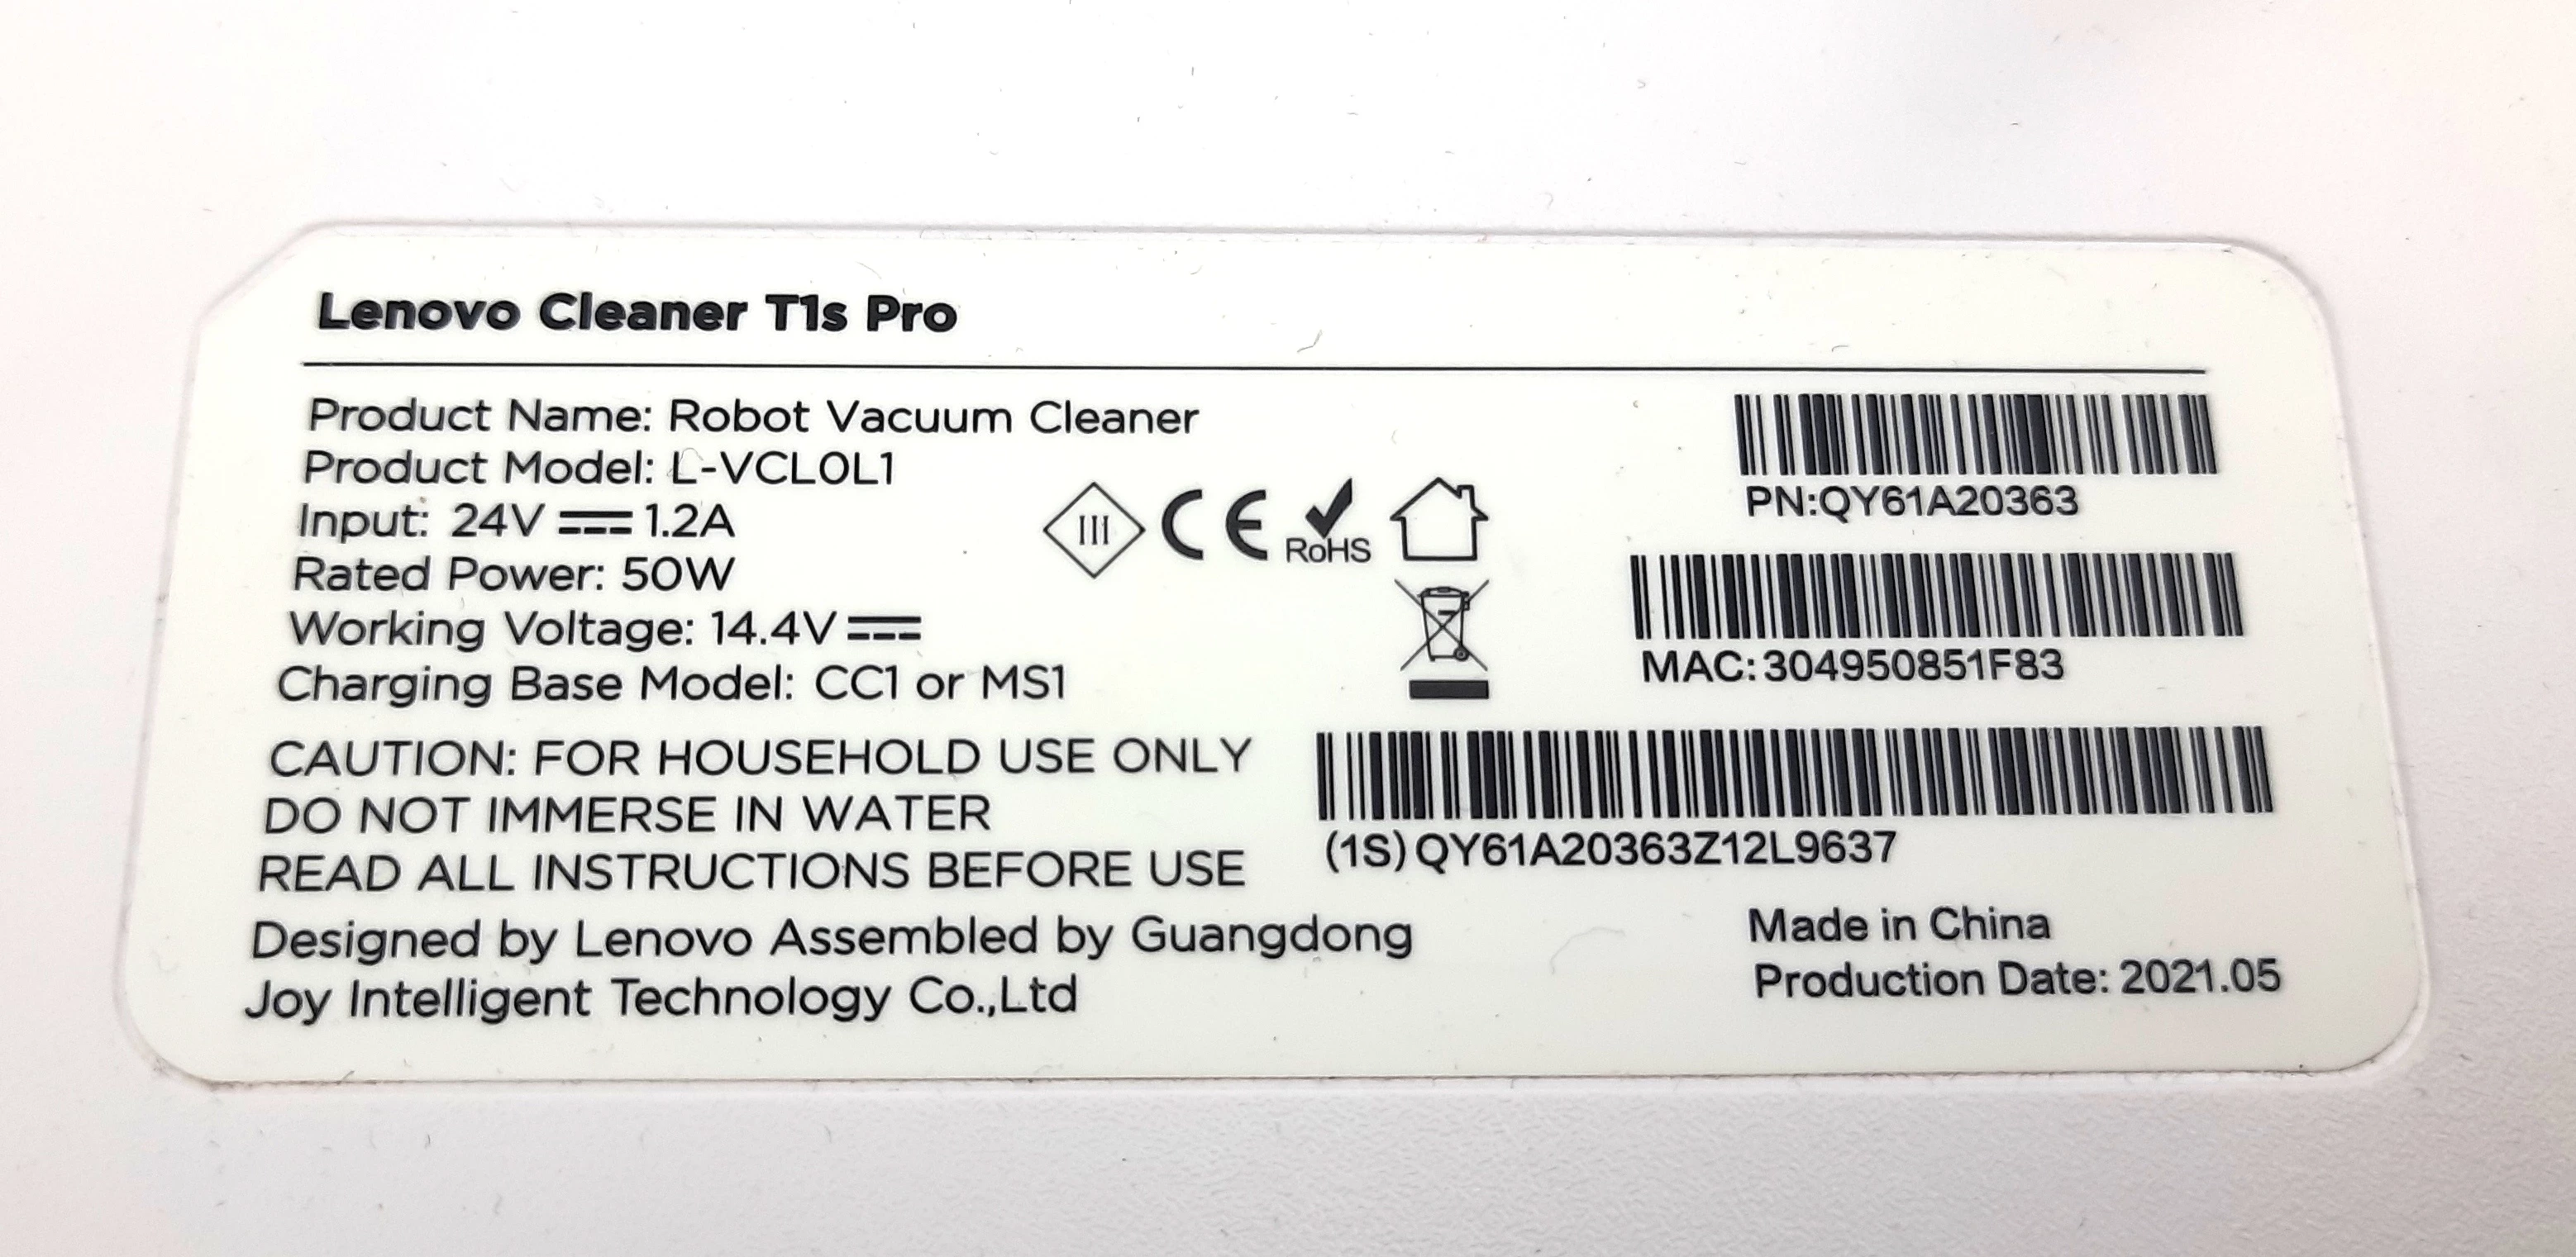 Lenovo Cleaner T1s Pro
Product Name: Robot Vacuum Cleaner
Product Model: L-VCL0L1
Input: 24V ⎓ 1.2A
Rated Power: 50W
Working Voltage: 14.4V ⎓
Charging Base Model: CC1 or MS1
CAUTION: FOR HOUSEHOLD USE ONLY
DO NOT IMMERSE IN WATER
READ ALL INSTRUCTIONS BEFORE USE
Designed by Lenovo Assembled by Guangdong
Joy Intelligent Technology Co.,Ltd
III CE RoHS
PN:QY61A20363
MAC:304950851F83
(1S)QY61A20363Z12L9637
Made in China
Production Date: 2021.05